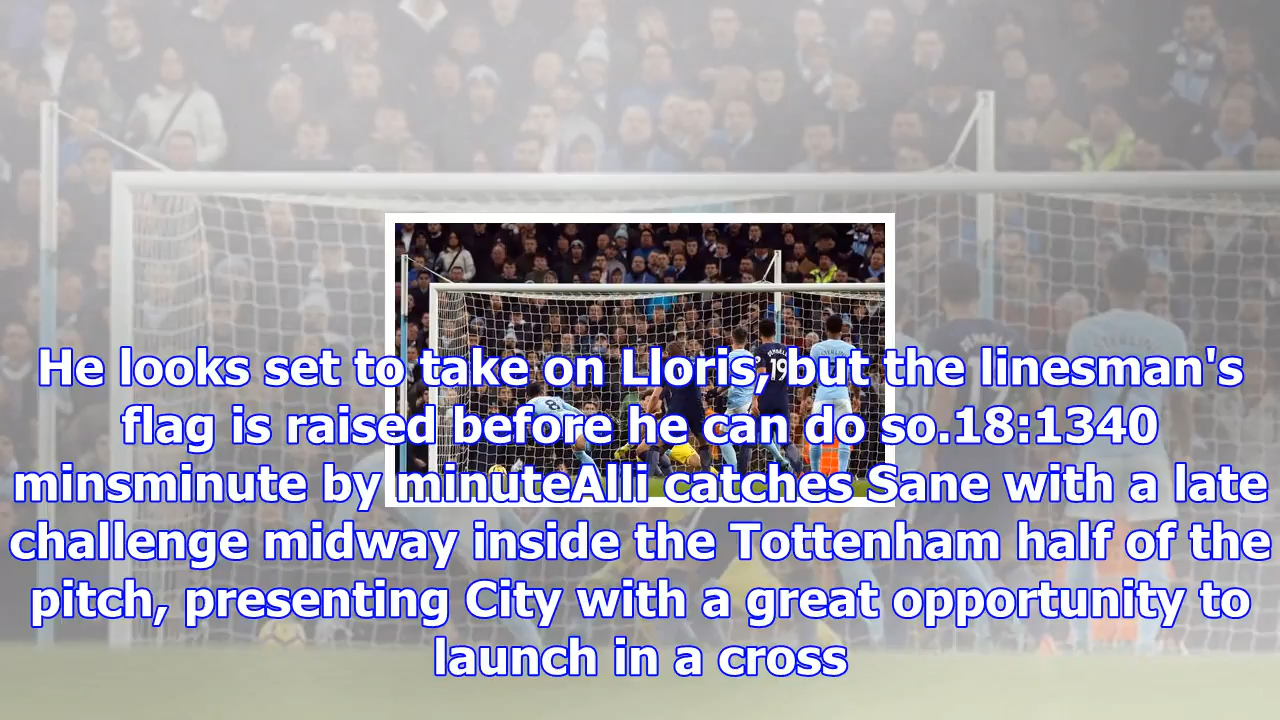 He looks set to take on Lloris, but the linesman's
flag is raised before he can do so.18:1340
minsminute by minuteAlli catches Sane with a late
challenge midway inside the Tottenham half of the
pitch, presenting City with a great opportunity to
launch in a cross
19
8